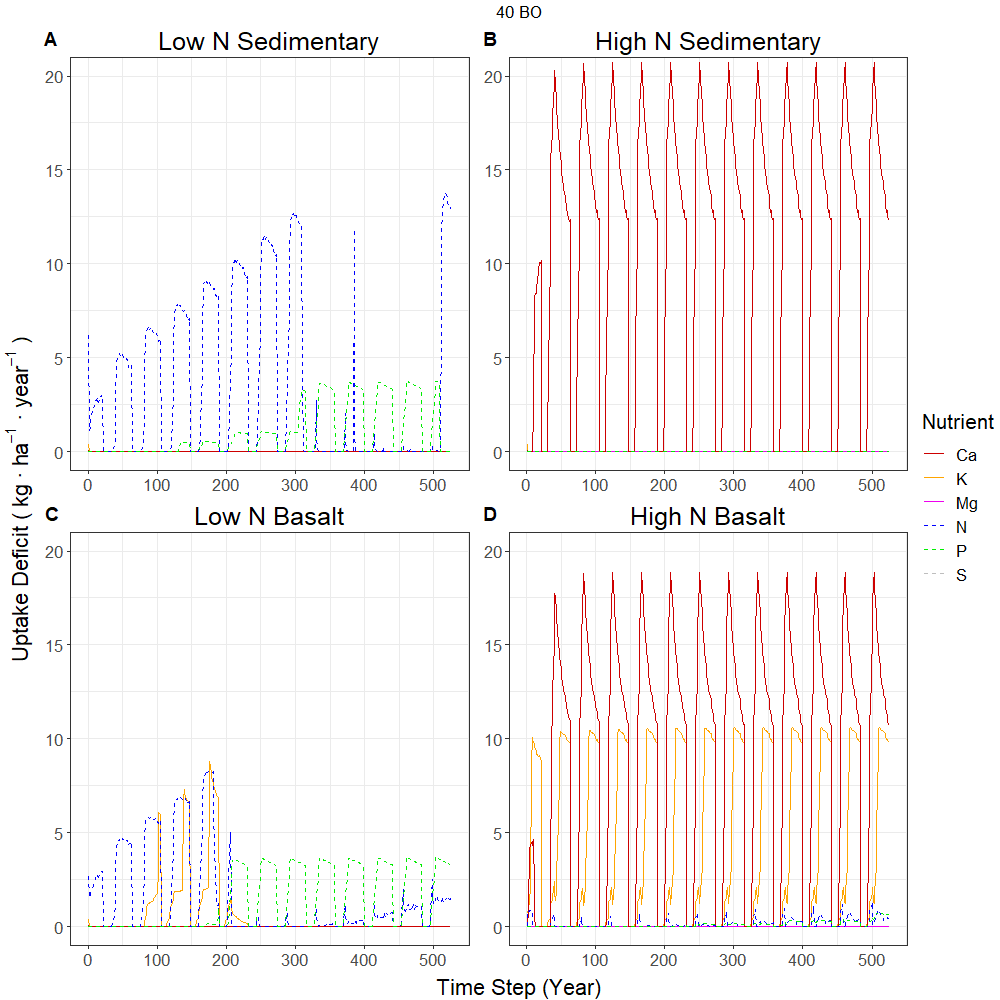 40 BO
A Low N Sedimentary
B High N Sedimentary
20
15
10
5
0
0 100 200 300 400 500
20
15
10
5
0
0 100 200 300 400 500
C Low N Basalt
D High N Basalt
20
15
10
5
0
0 100 200 300 400 500
20
15
10
5
0
0 100 200 300 400 500
Uptake Deficit ( kg · ha⁻¹ · year⁻¹ )
Time Step (Year)
Nutrient
Ca
K
Mg
N
P
S